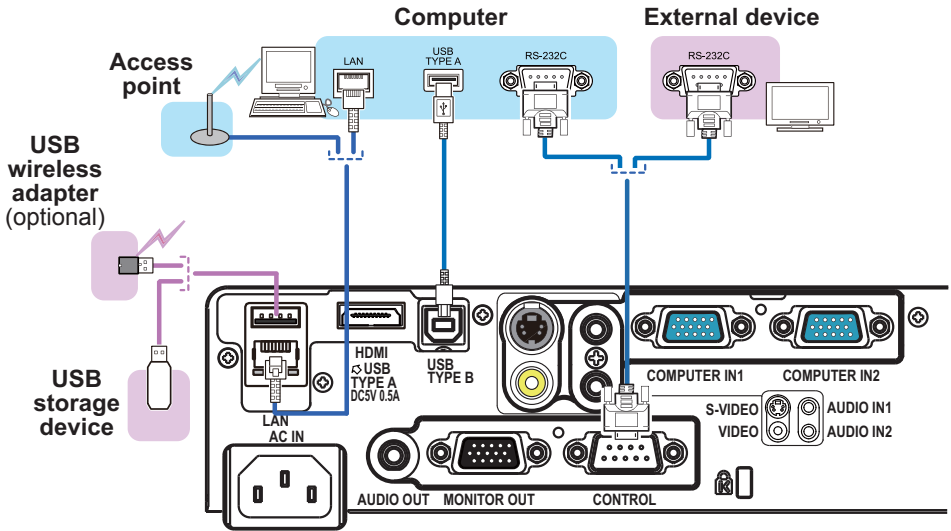 Computer
External device
Access
point
LAN
USB
TYPE A
RS-232C
RS-232C
USB
wireless
adapter
(optional)
USB
storage
device
HDMI
USB
TYPE A
DC5V 0.5A
USB
TYPE B
LAN
AC IN
COMPUTER IN1
COMPUTER IN2
S-VIDEO
AUDIO IN1
VIDEO
AUDIO IN2
AUDIO OUT
MONITOR OUT
CONTROL
K